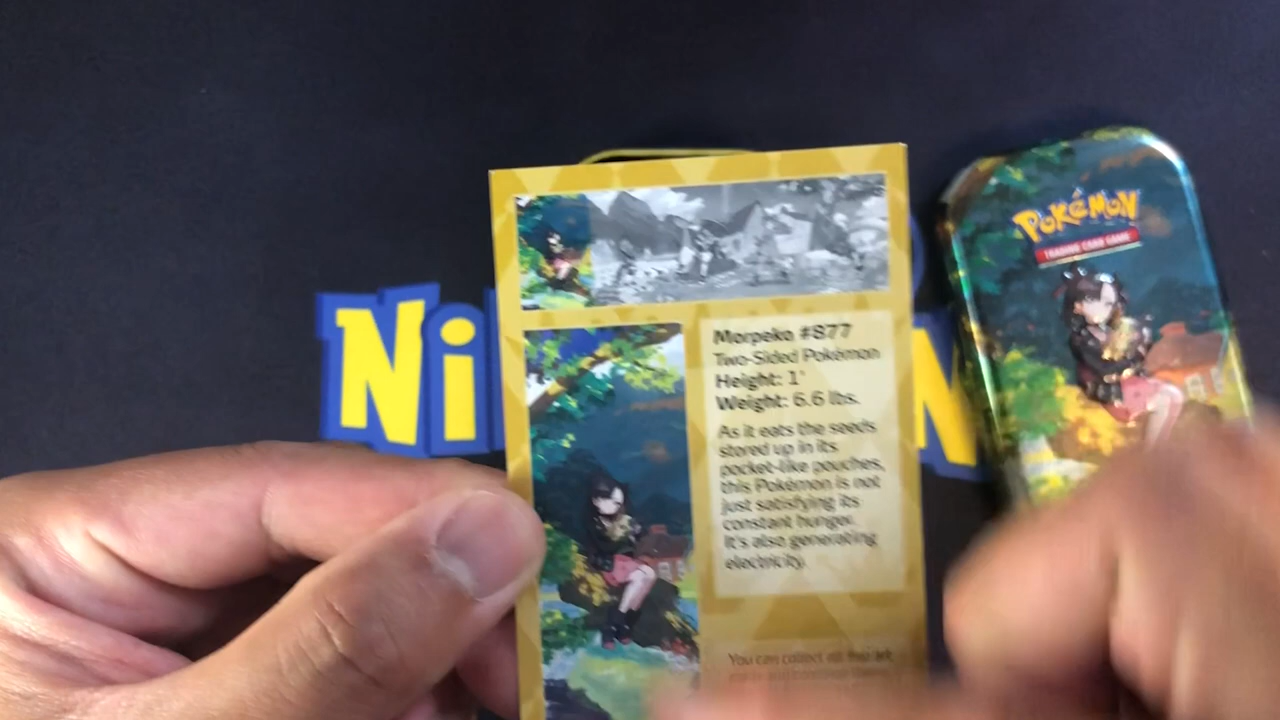 POKéMON
TRADING CARD GAME
Morpeko #877
Two-Sided Pokémon
Height: 1'
Weight: 6.6 lbs.
As it eats the seeds
stored up in its
pocket-like pouches,
this Pokémon is not
just satisfying its
constant hunger.
It's also generating
electricity.
You can collect all
Ni
N